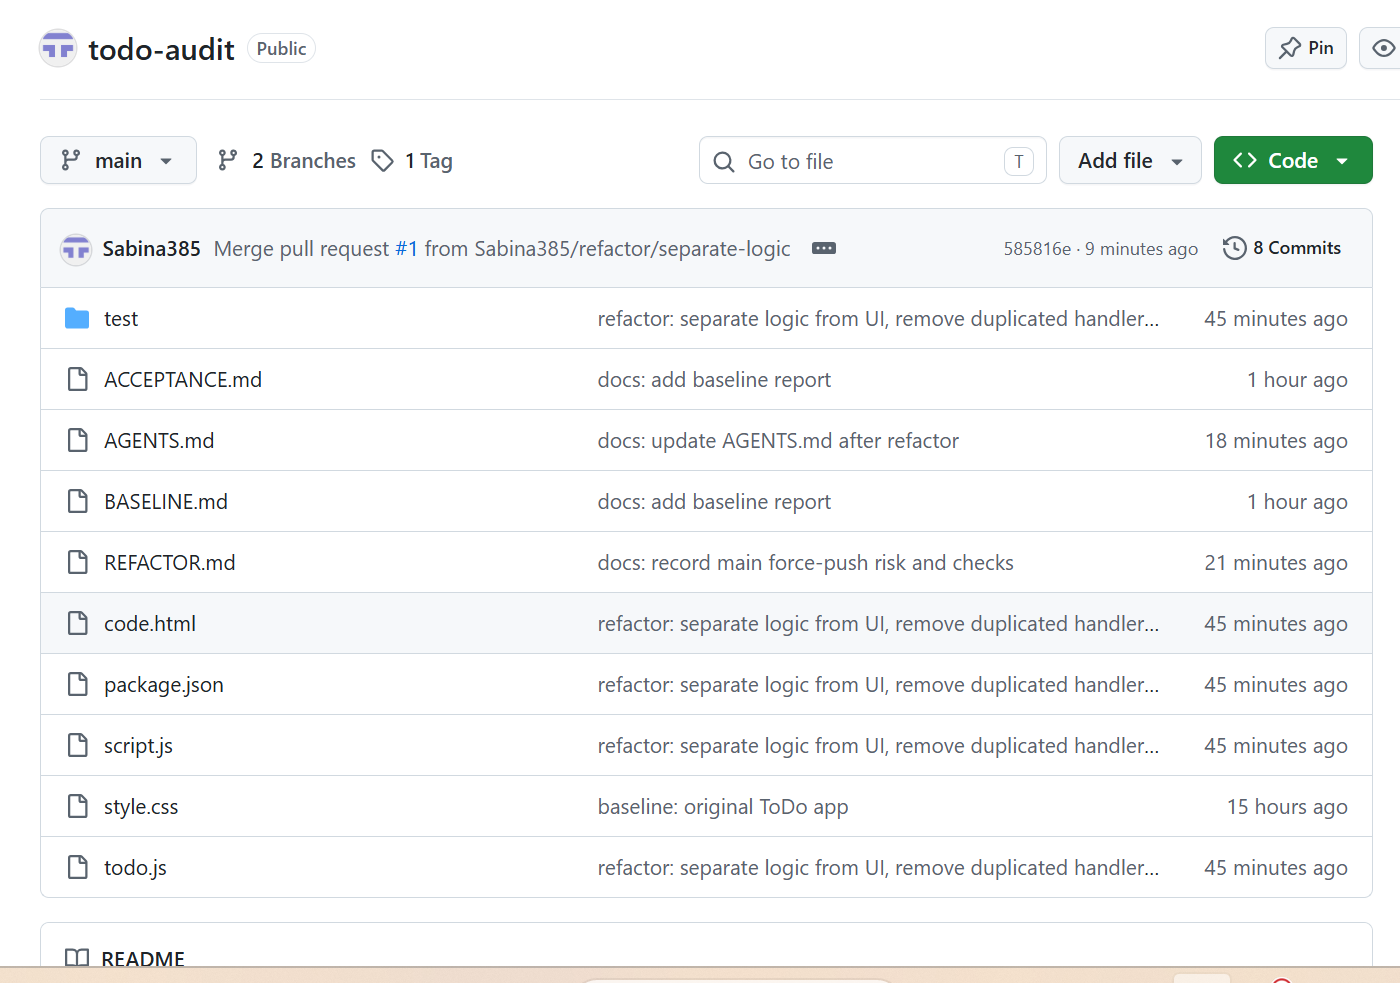 todo-audit Public Pin
main 2 Branches 1 Tag Go to file T Add file Code
Sabina385 Merge pull request #1 from Sabina385/refactor/separate-logic 585816e · 9 minutes ago 8 Commits
test refactor: separate logic from UI, remove duplicated handler... 45 minutes ago
ACCEPTANCE.md docs: add baseline report 1 hour ago
AGENTS.md docs: update AGENTS.md after refactor 18 minutes ago
BASELINE.md docs: add baseline report 1 hour ago
REFACTOR.md docs: record main force-push risk and checks 21 minutes ago
code.html refactor: separate logic from UI, remove duplicated handler... 45 minutes ago
package.json refactor: separate logic from UI, remove duplicated handler... 45 minutes ago
script.js refactor: separate logic from UI, remove duplicated handler... 45 minutes ago
style.css baseline: original ToDo app 15 hours ago
todo.js refactor: separate logic from UI, remove duplicated handler... 45 minutes ago
README